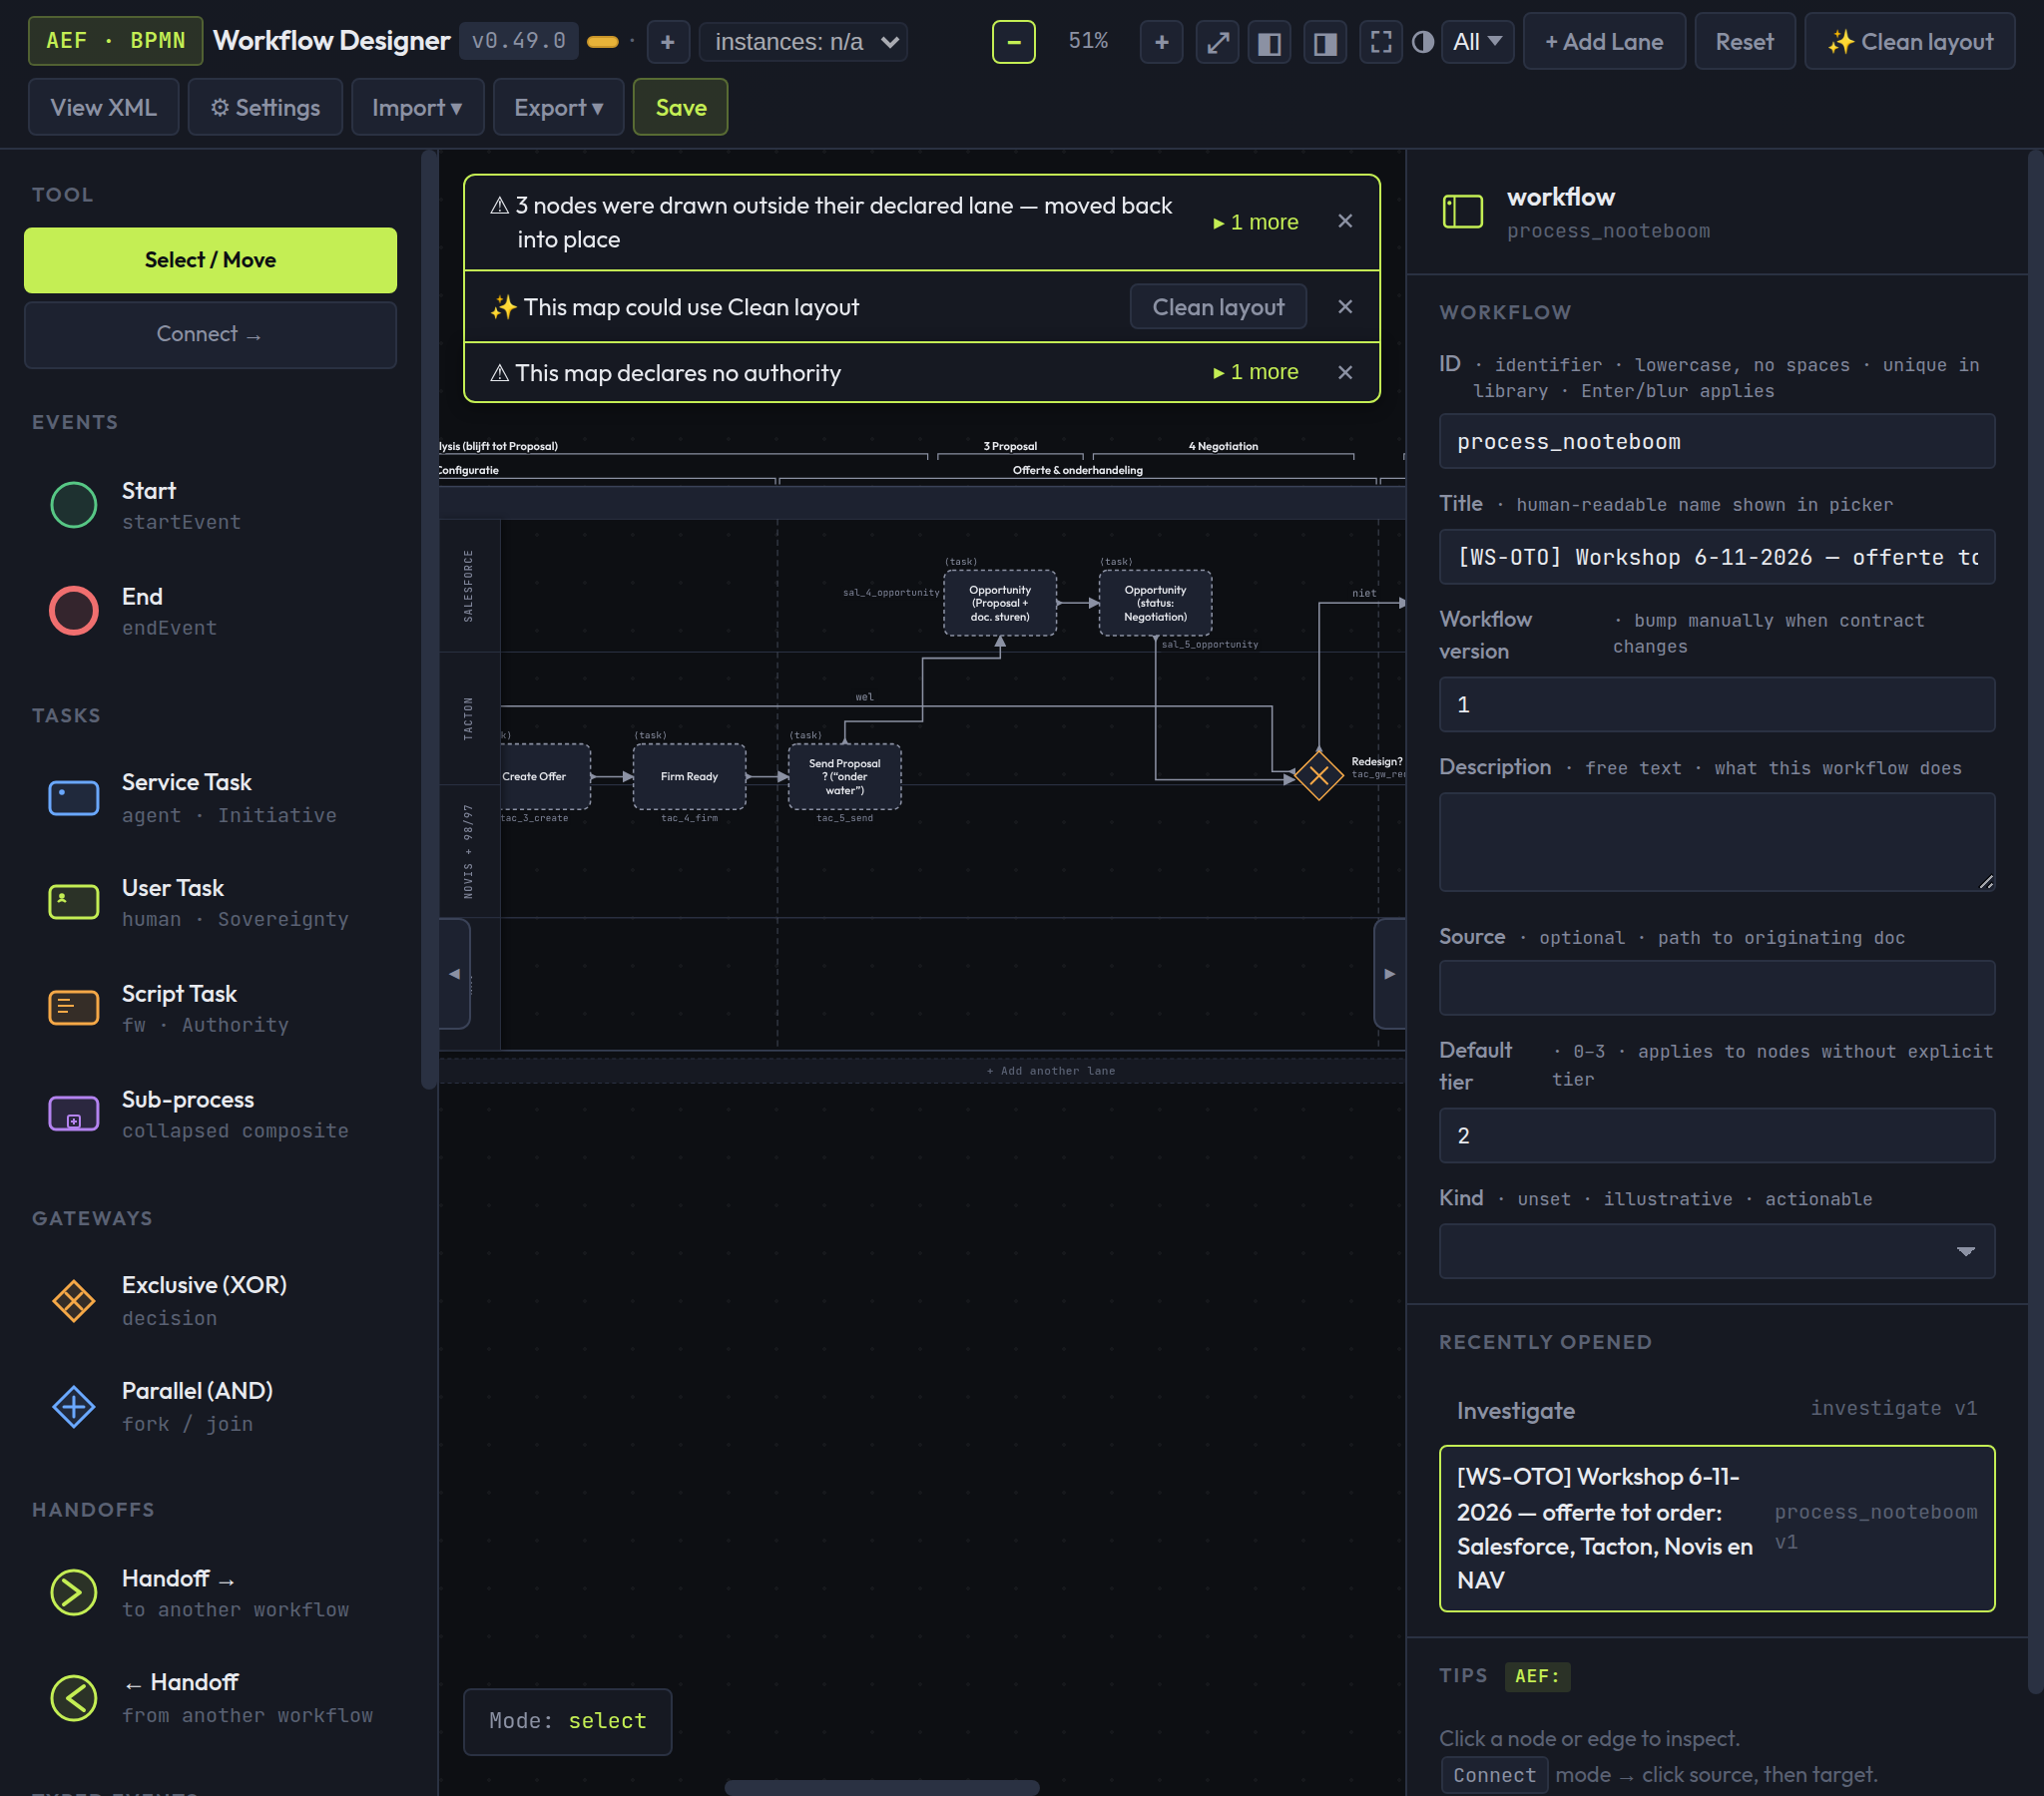 AEF · BPMN Workflow Designer v0.49.0 · + instances: n/a − 51% + All + Add Lane Reset ✨ Clean layout
View XML ⚙ Settings Import ▾ Export ▾ Save
TOOL
Select / Move
Connect →
EVENTS
Start
startEvent
End
endEvent
TASKS
Service Task
agent · Initiative
User Task
human · Sovereignty
Script Task
fw · Authority
Sub-process
collapsed composite
GATEWAYS
Exclusive (XOR)
decision
Parallel (AND)
fork / join
HANDOFFS
Handoff →
to another workflow
← Handoff
from another workflow
⚠ 3 nodes were drawn outside their declared lane — moved back
into place
▸ 1 more ✕
✨ This map could use Clean layout Clean layout ✕
⚠ This map declares no authority ▸ 1 more ✕
lysis (blijft tot Proposal) 3 Proposal 4 Negotiation
Configuratie Offerte & onderhandeling
SALESFORCE
(task) (task)
sal_4_opportunity
Opportunity
(Proposal +
doc. sturen)
Opportunity
(status:
Negotiation)
sal_5_opportunity
niet
TACTON
wel
k) (task) (task)
Create Offer
Firm Ready
Send Proposal
? (“onder
water”)
Redesign?
tac_3_create tac_4_firm tac_5_send
NOVIS + 98/97
+ Add another lane
Mode: select
workflow
process_nooteboom
WORKFLOW
ID · identifier · lowercase, no spaces · unique in
library · Enter/blur applies
process_nooteboom
Title · human-readable name shown in picker
[WS-OTO] Workshop 6-11-2026 — offerte to
Workflow version · bump manually when contract changes
1
Description · free text · what this workflow does
Source · optional · path to originating doc
Default tier · 0–3 · applies to nodes without explicit tier
2
Kind · unset · illustrative · actionable
RECENTLY OPENED
Investigate investigate v1
[WS-OTO] Workshop 6-11-
2026 — offerte tot order:
Salesforce, Tacton, Novis en
NAV
process_nooteboom
v1
TIPS AEF:
Click a node or edge to inspect.
Connect mode → click source, then target.